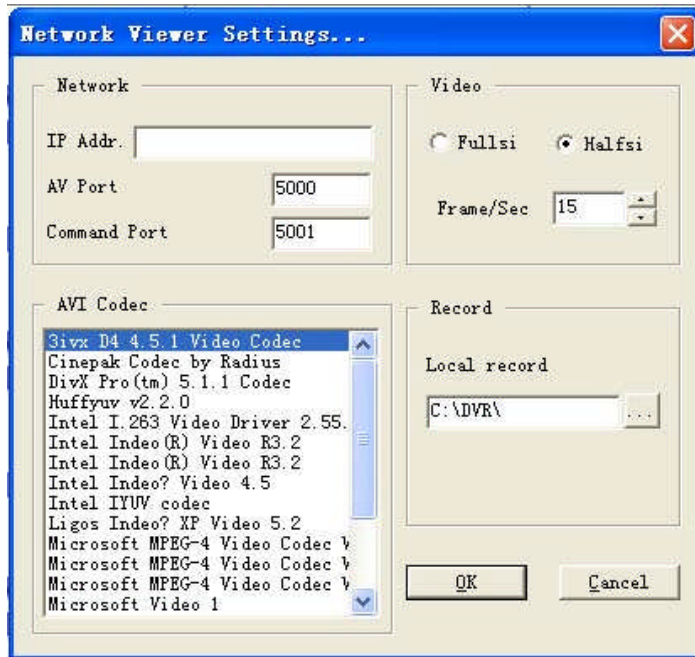 Network Viewer Settings...
Network
IP Addr.
AV Port 5000
Command Port 5001
Video
Fullsi Halfsi
Frame/Sec 15
AVI Codec
3ivx D4 4.5.1 Video Codec
Cinepak Codec by Radius
DivX Pro(tm) 5.1.1 Codec
Huffyuv v2.2.0
Intel I.263 Video Driver 2.55.
Intel Indeo(R) Video R3.2
Intel Indeo(R) Video R3.2
Intel Indeo? Video 4.5
Intel IYUV codec
Ligos Indeo? XP Video 5.2
Microsoft MPEG-4 Video Codec V
Microsoft MPEG-4 Video Codec V
Microsoft MPEG-4 Video Codec V
Microsoft Video 1
Record
Local record
C:\DVR\ ...
OK Cancel